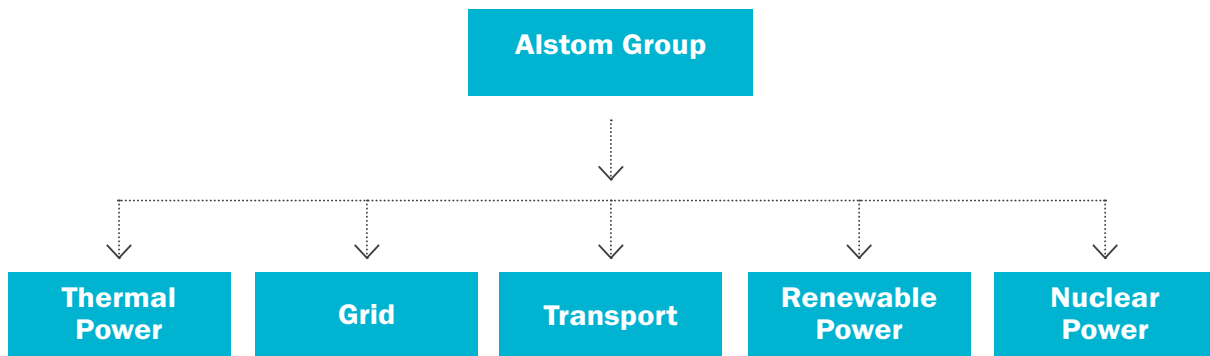 Alstom Group
Thermal
Power
Grid
Transport
Renewable
Power
Nuclear
Power